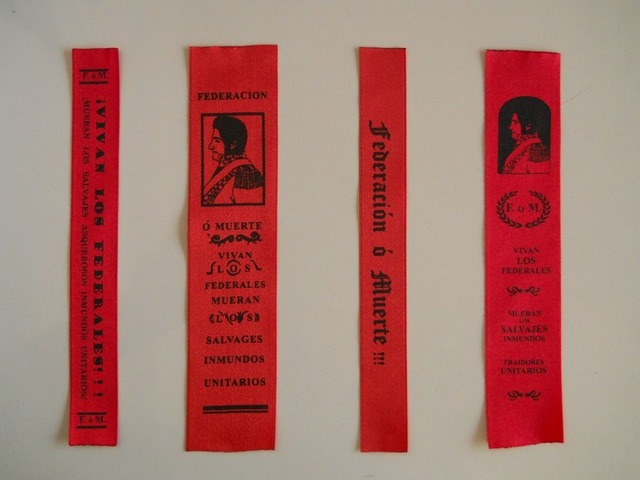 F. ó M.
¡VIVAN LOS FEDERALES!!!
¡MUERAN LOS SALVAJES ASQUEROSOS INMUNDOS UNITARIOS!
F. ó M.
FEDERACION
Ó MUERTE
VIVAN
LOS
FEDERALES
MUERAN
LOS
SALVAGES
INMUNDOS
UNITARIOS
Federación ó Muerte !!!
F. ó M.
VIVAN
LOS
FEDERALES
MUERAN
LOS
SALVAJES
INMUNDOS
TRAIDORES
UNITARIOS